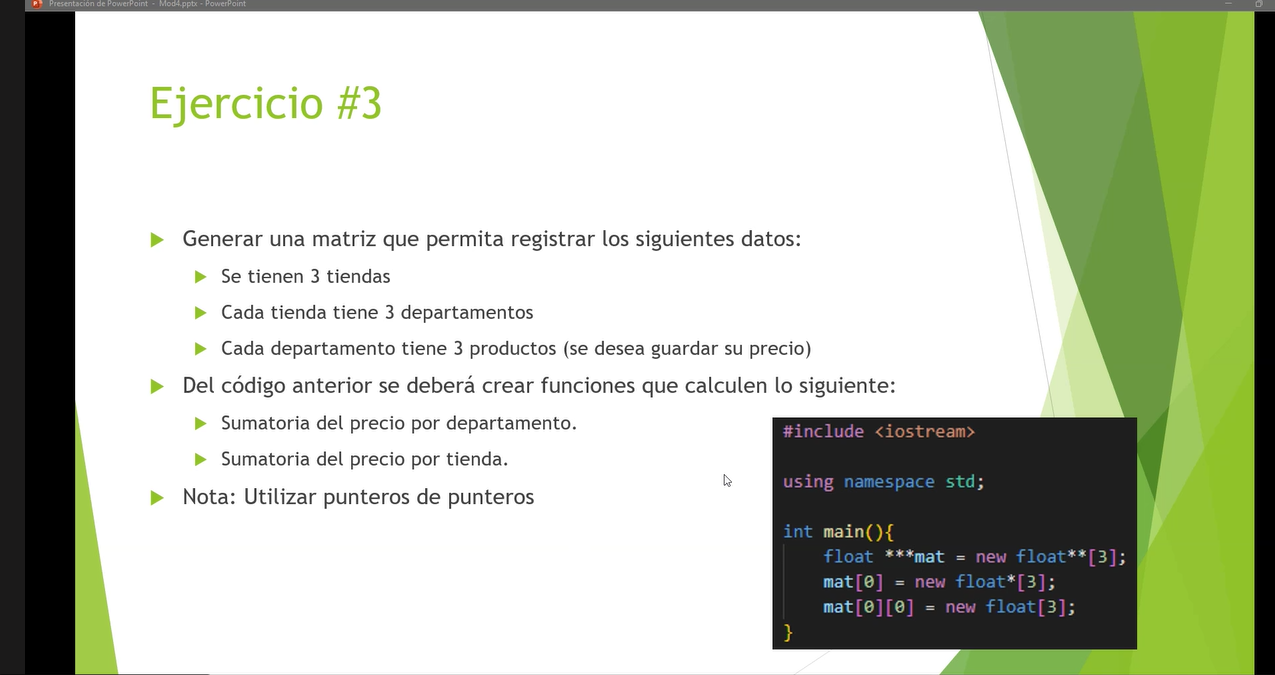 Presentación de PowerPoint - Mod4.pptx - PowerPoint
Ejercicio #3
Generar una matriz que permita registrar los siguientes datos:
Se tienen 3 tiendas
Cada tienda tiene 3 departamentos
Cada departamento tiene 3 productos (se desea guardar su precio)
Del código anterior se deberá crear funciones que calculen lo siguiente:
Sumatoria del precio por departamento.
Sumatoria del precio por tienda.
Nota: Utilizar punteros de punteros
#include <iostream>
using namespace std;
int main(){
float ***mat = new float**[3];
mat[0] = new float*[3];
mat[0][0] = new float[3];
}